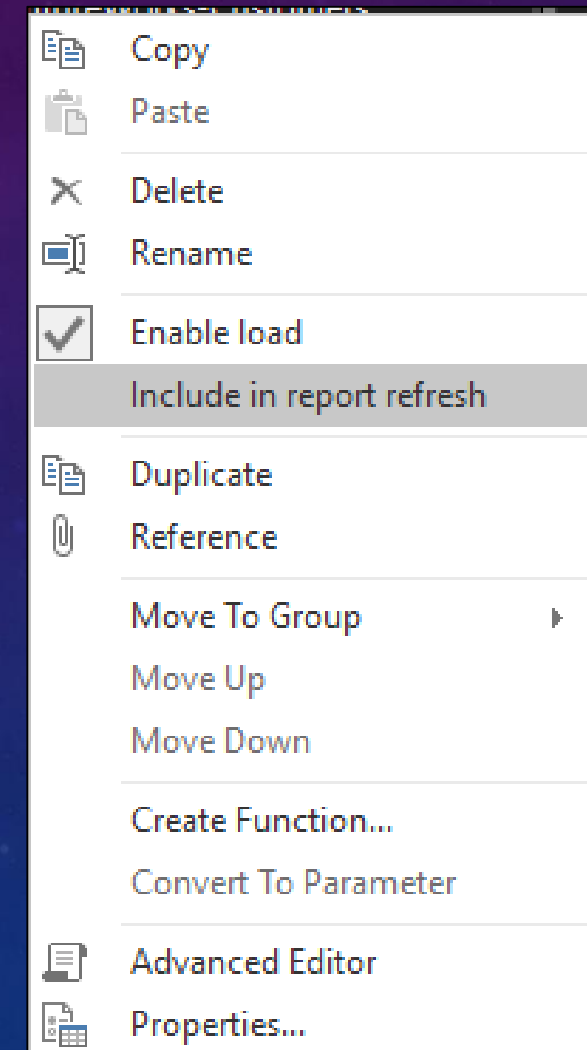 Copy
Paste
Delete
Rename
Enable load
Include in report refresh
Duplicate
Reference
Move To Group
Move Up
Move Down
Create Function...
Convert To Parameter
Advanced Editor
Properties...